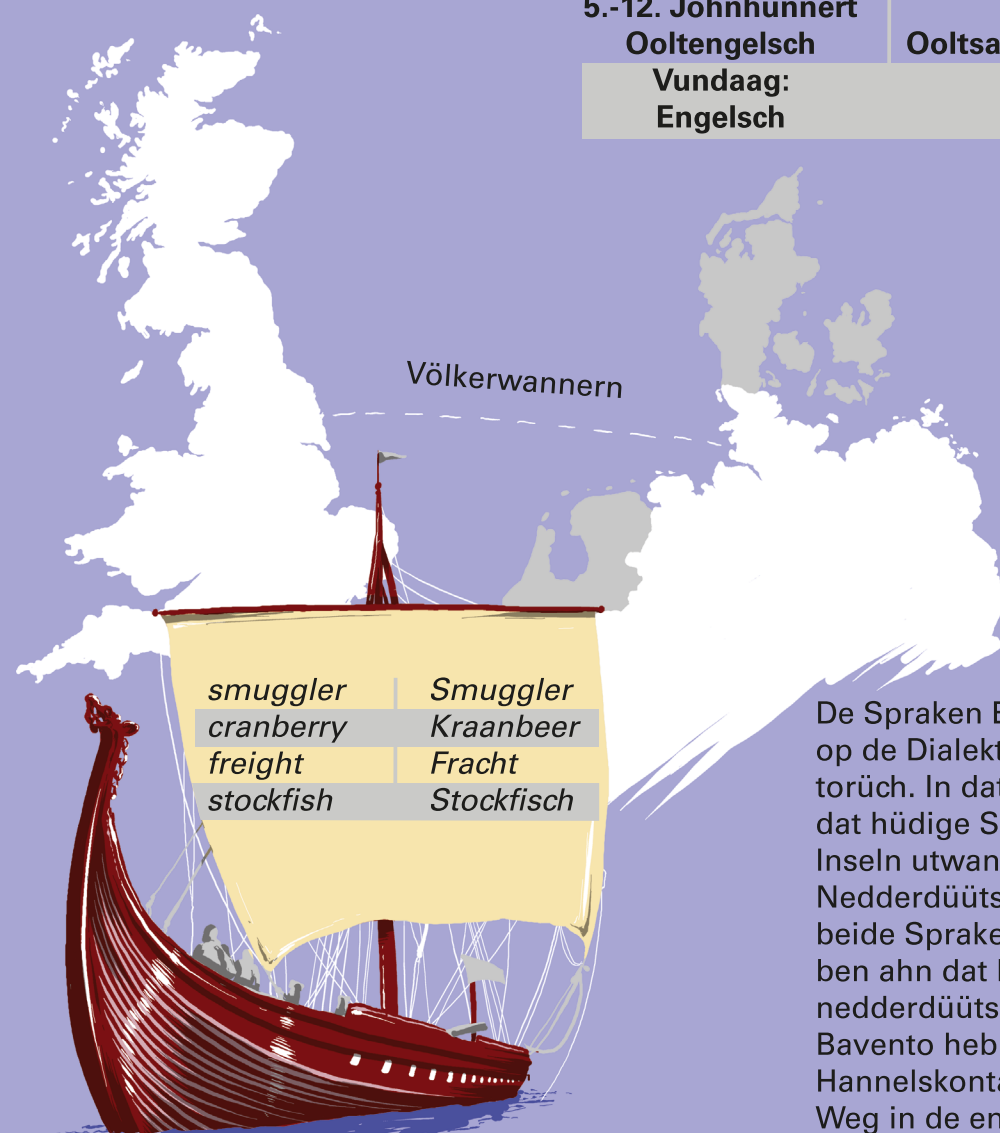 5.-12. Johnhunnert
Ooltengelsch
Vundaag:
Engelsch
Völkerwannern
smuggler Smuggler
cranberry Kraanbeer
freight Fracht
stockfish Stockfisch
De Spraken
op de Dialekt
torüch. In dat
dat hüdige
Inseln utwan
Nedderdüüts
beide Sprake
ben ahn dat
nedderdüüts
Bavento heb
Hannelskonta
Weg in de en